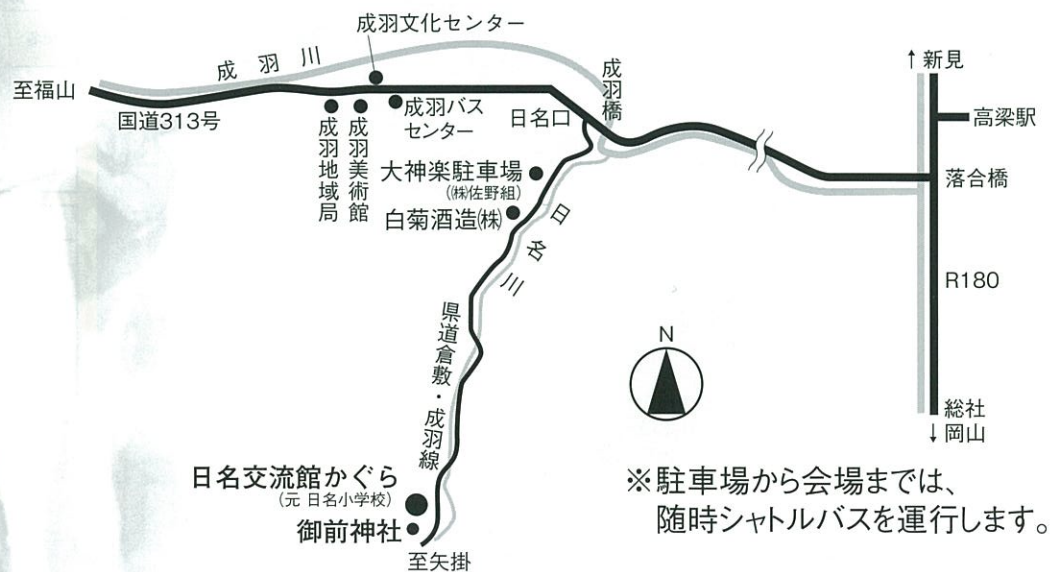 成羽文化センター
成羽川
至福山
国道313号
成羽地域局
成羽美術館
成羽バス
センター
日名口
成羽橋
↑新見
高梁駅
落合橋
R180
総社
↓岡山
大神楽駐車場
(㈱佐野組)
白菊酒造㈱
日名川
県道倉敷・成羽線
N
日名交流館かぐら
(元 日名小学校)
御前神社
至矢掛
※駐車場から会場までは、
随時シャトルバスを運行します。